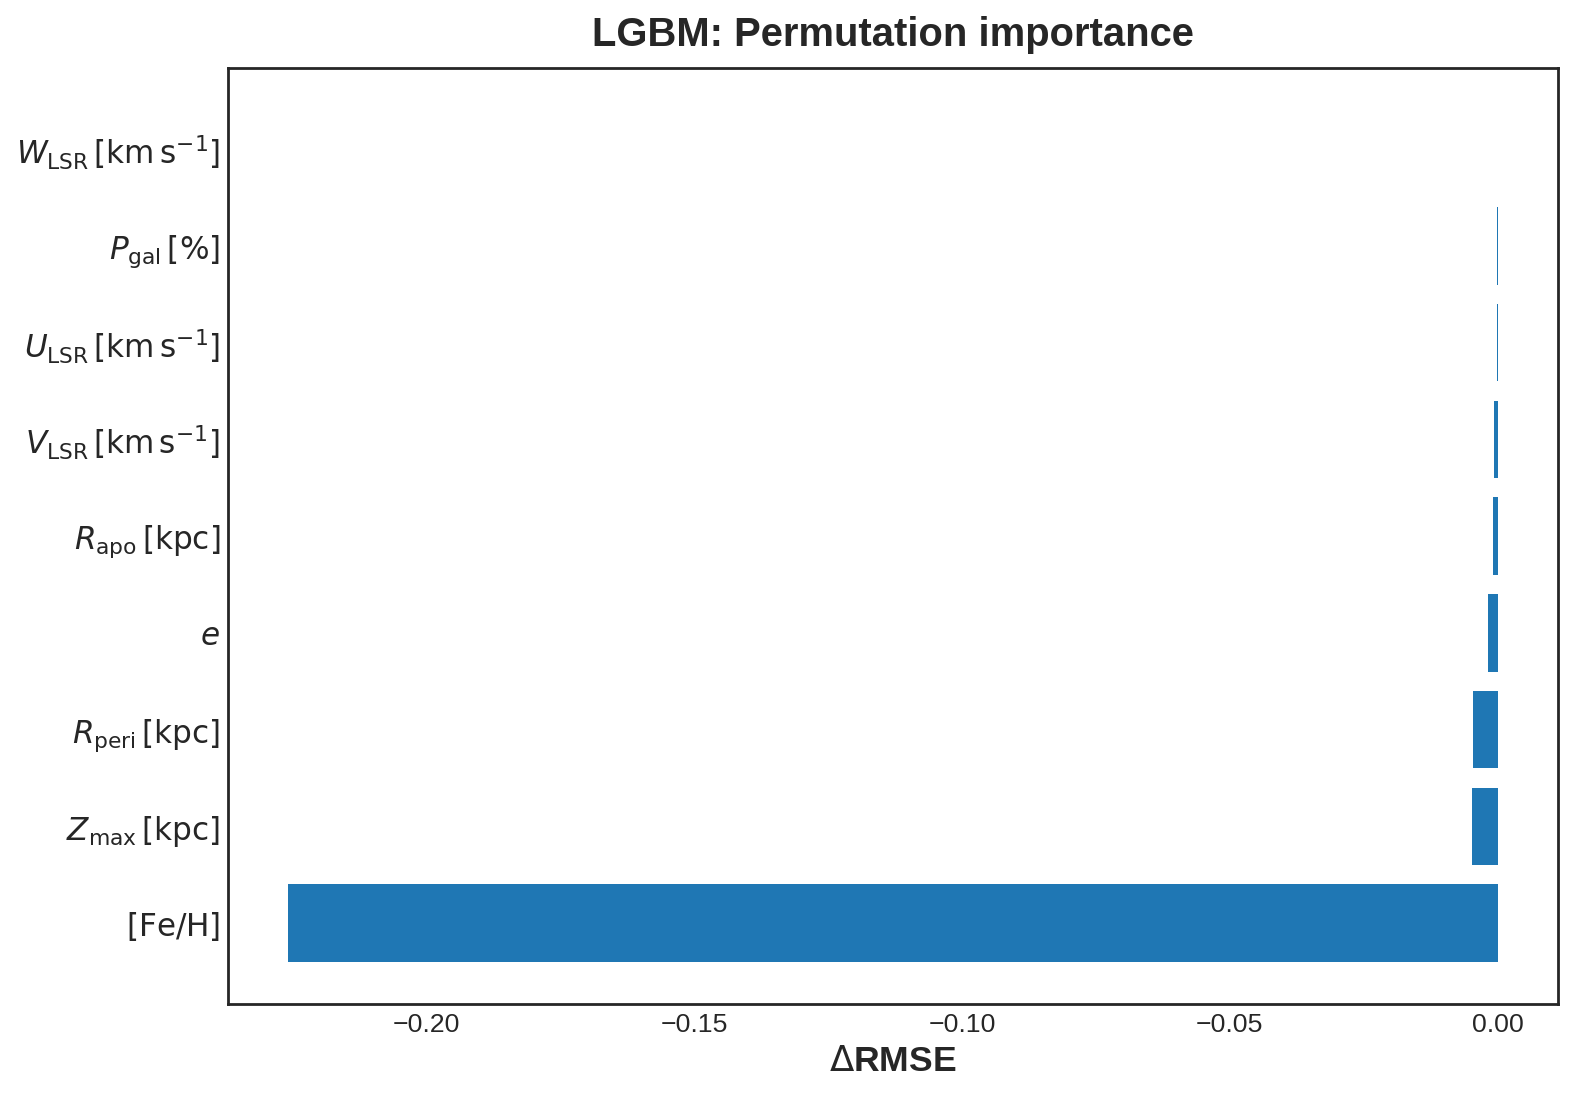 LGBM: Permutation importance
W_LSR [km s⁻¹]
P_gal [%]
U_LSR [km s⁻¹]
V_LSR [km s⁻¹]
R_apo [kpc]
e
R_peri [kpc]
Z_max [kpc]
[Fe/H]
−0.20 −0.15 −0.10 −0.05 0.00
ΔRMSE